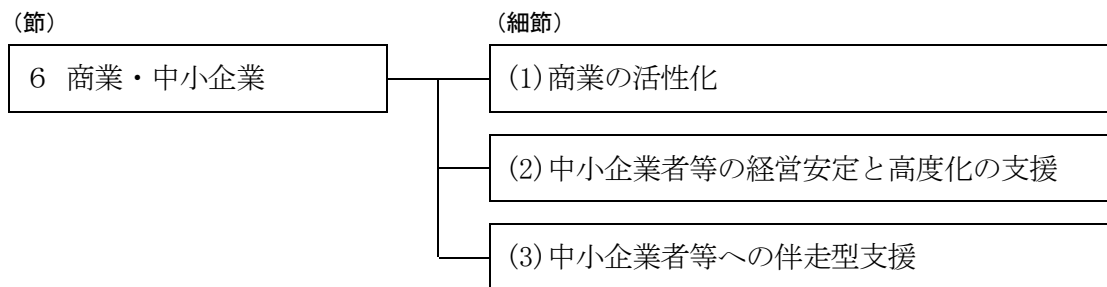 （節）
（細節）
６ 商業・中小企業
(1)商業の活性化
(2)中小企業者等の経営安定と高度化の支援
(3)中小企業者等への伴走型支援